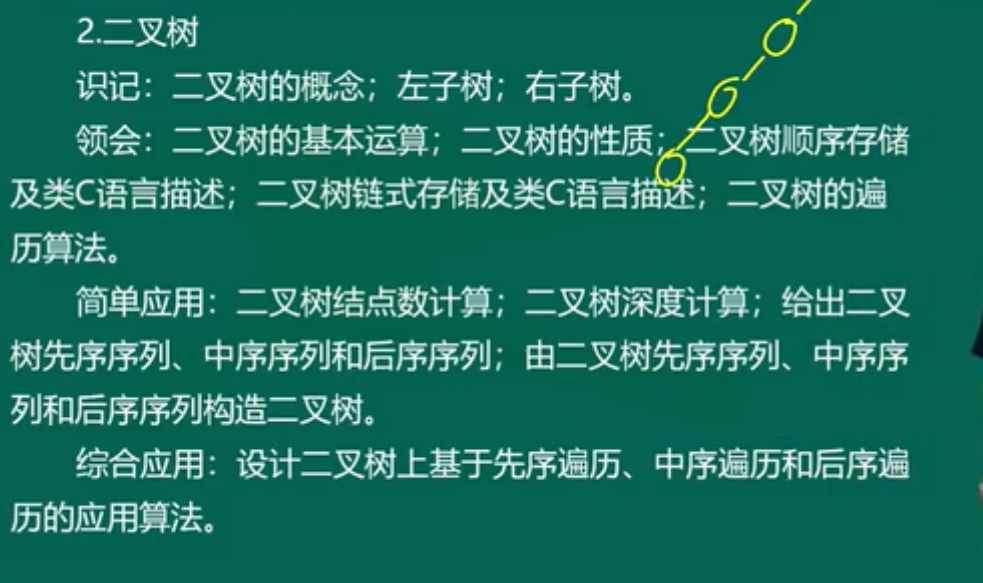 2.二叉树
识记：二叉树的概念；左子树；右子树。
领会：二叉树的基本运算；二叉树的性质；二叉树顺序存储
及类C语言描述；二叉树链式存储及类C语言描述；二叉树的遍
历算法。
简单应用：二叉树结点数计算；二叉树深度计算；给出二叉
树先序序列、中序序列和后序序列；由二叉树先序序列、中序序
列和后序序列构造二叉树。
综合应用：设计二叉树上基于先序遍历、中序遍历和后序遍
历的应用算法。